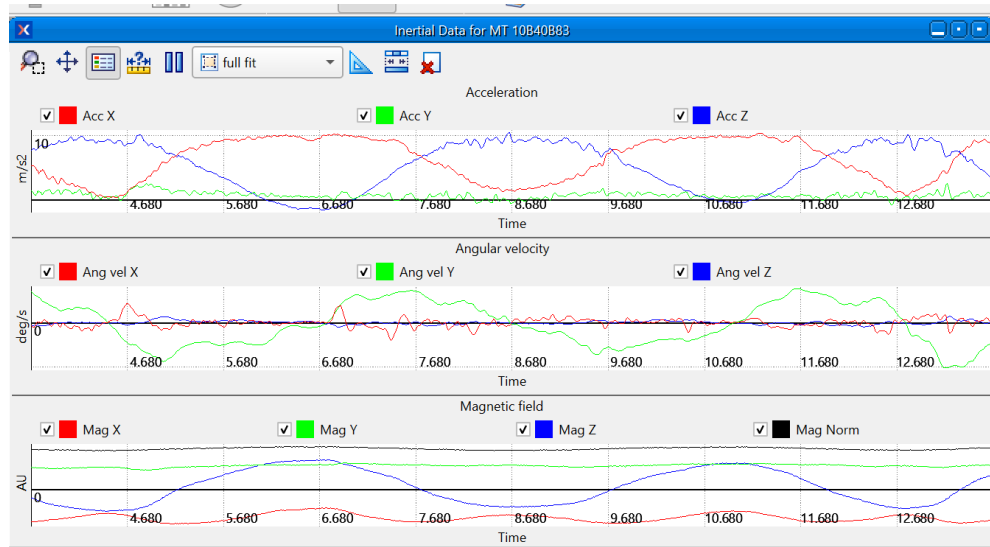 Inertial Data for MT 10B40B83
full fit
Acceleration
Acc X Acc Y Acc Z
10
m/s2
4.680 5.680 6.680 7.680 8.680 9.680 10.680 11.680 12.680
Time
Angular velocity
Ang vel X Ang vel Y Ang vel Z
deg/s
0
4.680 5.680 6.680 7.680 8.680 9.680 10.680 11.680 12.680
Time
Magnetic field
Mag X Mag Y Mag Z Mag Norm
AU
0
4.680 5.680 6.680 7.680 8.680 9.680 10.680 11.680 12.680
Time